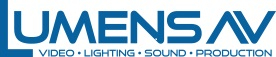 LUMENS AV
VIDEO • LIGHTING • SOUND • PRODUCTION